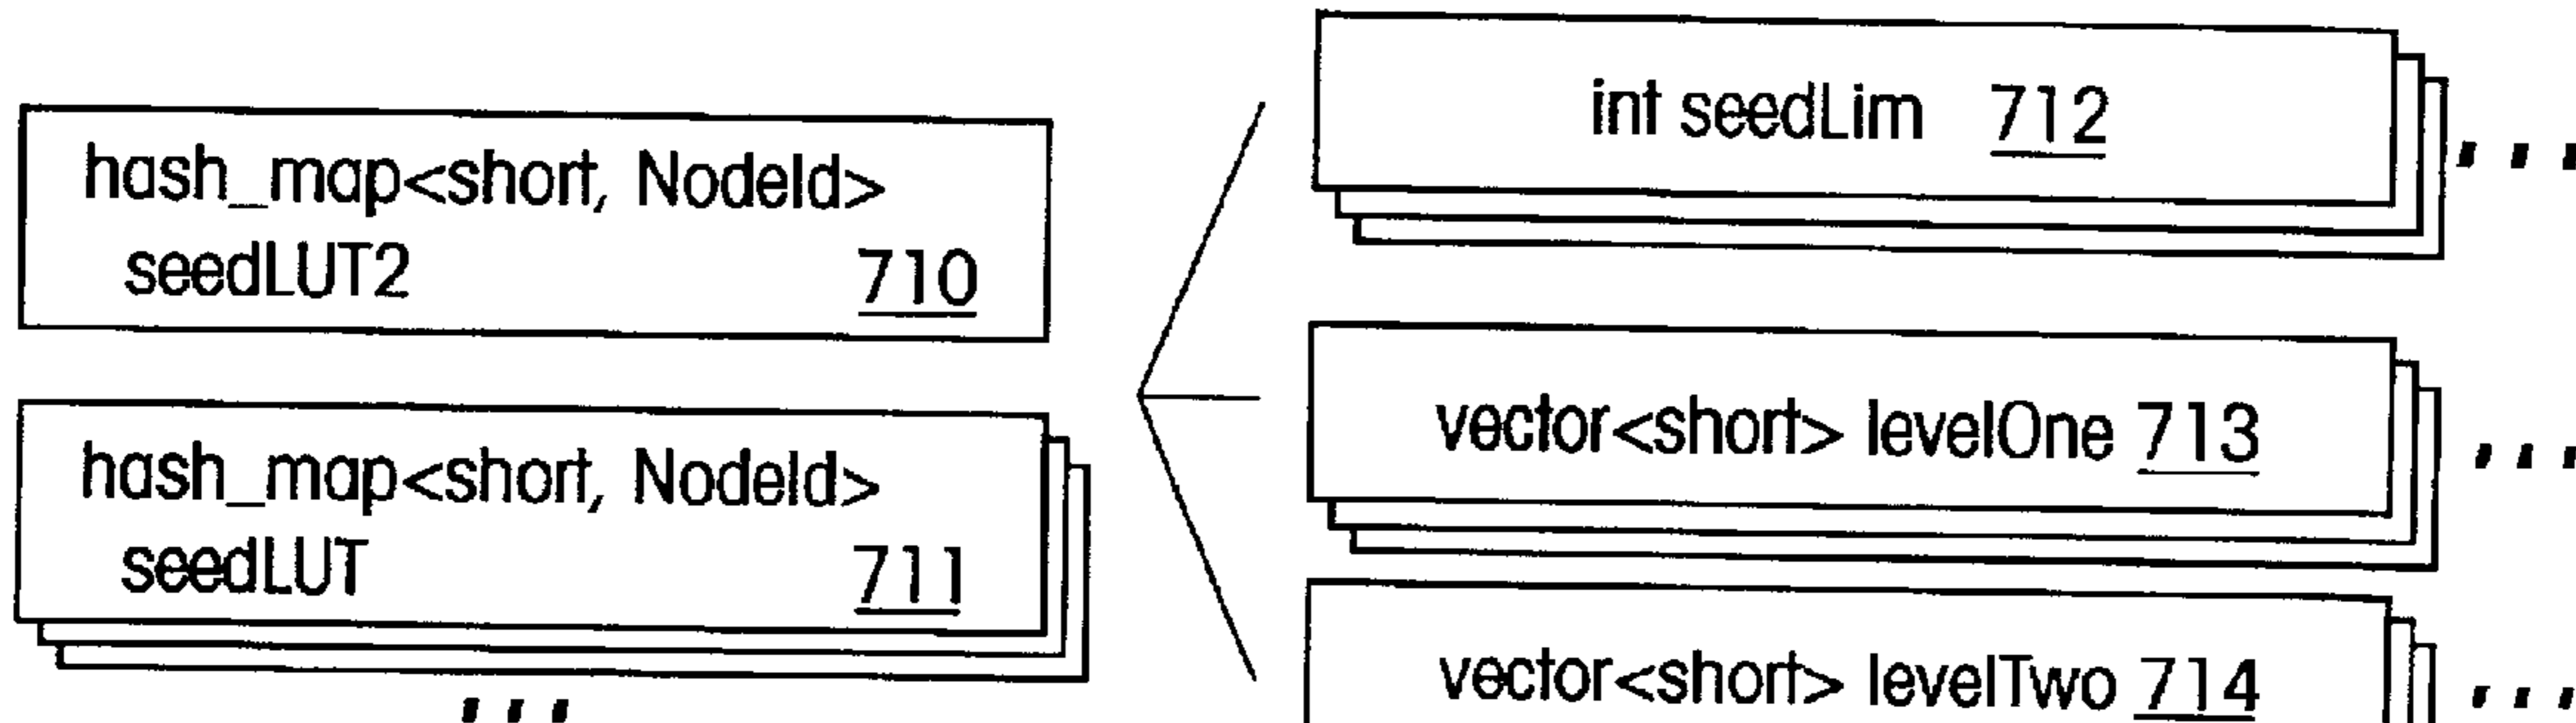 hash_map<short, NodeId>
seedLUT2 710
hash_map<short, NodeId>
seedLUT 711
int seedLim 712
vector<short> levelOne 713
vector<short> levelTwo 714